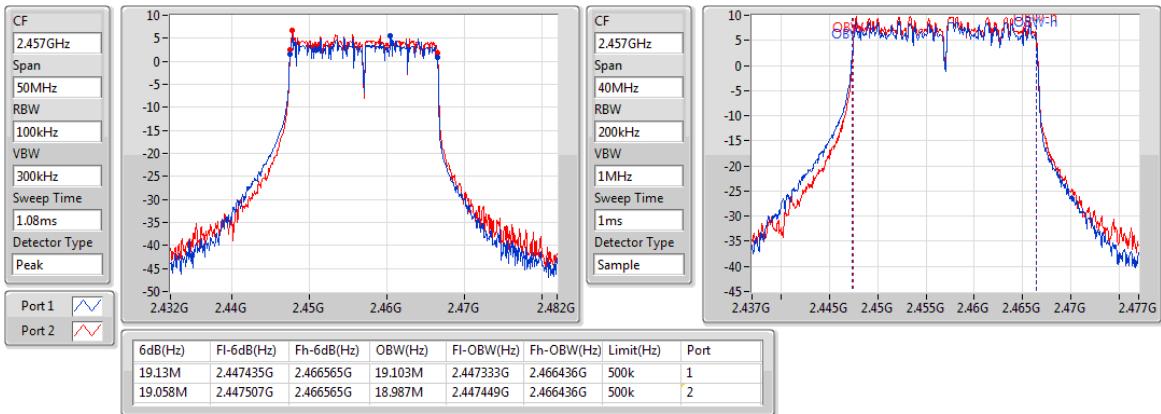 CF
2.457GHz
Span
50MHz
RBW
100kHz
VBW
300kHz
Sweep Time
1.08ms
Detector Type
Peak
Port 1
Port 2
10
5
0
-5
-10
-15
-20
-25
-30
-35
-40
-45
-50
2.432G 2.44G 2.45G 2.46G 2.47G 2.482G
CF
2.457GHz
Span
40MHz
RBW
200kHz
VBW
1MHz
Sweep Time
1ms
Detector Type
Sample
10
5
0
-5
-10
-15
-20
-25
-30
-35
-40
-45
2.437G 2.445G 2.45G 2.455G 2.46G 2.465G 2.47G 2.477G
6dB(Hz) Fl-6dB(Hz) Fh-6dB(Hz) OBW(Hz) Fl-OBW(Hz) Fh-OBW(Hz) Limit(Hz) Port
19.13M 2.447435G 2.466565G 19.103M 2.447333G 2.466436G 500k 1
19.058M 2.447507G 2.466565G 18.987M 2.447449G 2.466436G 500k 2